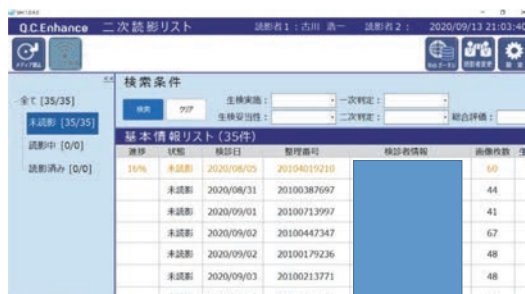 Q.C.Enhance 二次読影リスト 読影者1：古川 浩一 読影者2： 2020/09/13 21:03:40
検索条件
全て [35/35]
未読影 [35/35]
読影中 [0/0]
読影済み [0/0]
検索 クリア
生検実施： 一次判定：
生検妥当性： 二次判定： 総合評価：
基本情報リスト (35件)
進捗 状態 検診日 整理番号 検診者情報 画像枚数
16% 未読影 2020/08/05 20104019210 60
未読影 2020/08/31 20100387697 44
未読影 2020/09/01 20100713997 41
未読影 2020/09/02 20100447347 67
未読影 2020/09/02 20100179236 48
未読影 2020/09/03 20100213771 48